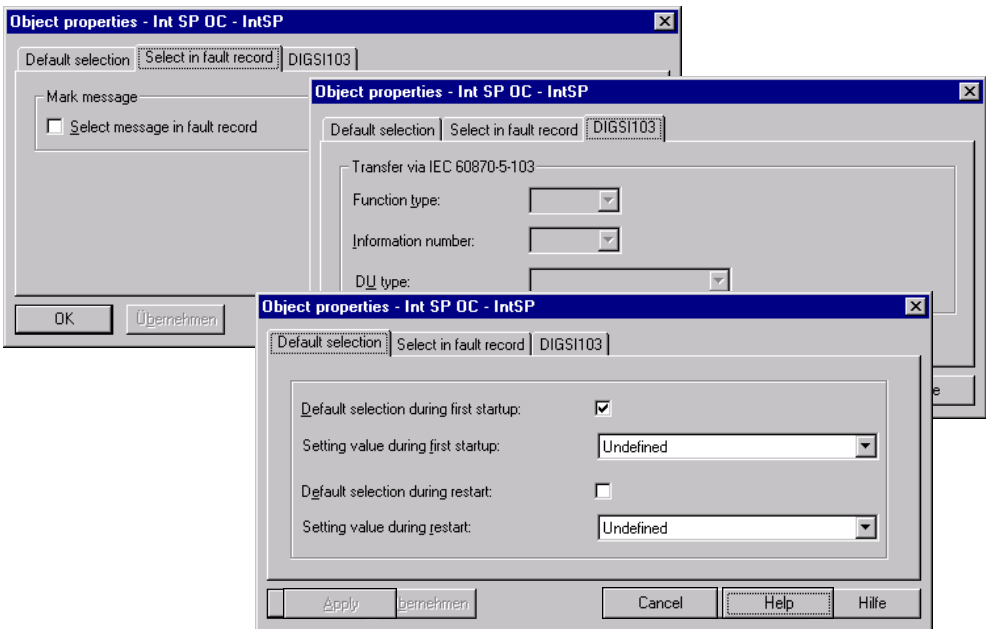 Object properties - Int SP OC - IntSP
Default selection Select in fault record DIGSI103
Mark message
Select message in fault record
OK Übernehmen
Object properties - Int SP OC - IntSP
Default selection Select in fault record DIGSI103
Transfer via IEC 60870-5-103
Function type:
Information number:
DU type:
Object properties - Int SP OC - IntSP
Default selection Select in fault record DIGSI103
Default selection during first startup:
Setting value during first startup: Undefined
Default selection during restart:
Setting value during restart: Undefined
Apply bernehmen Cancel Help Hilfe